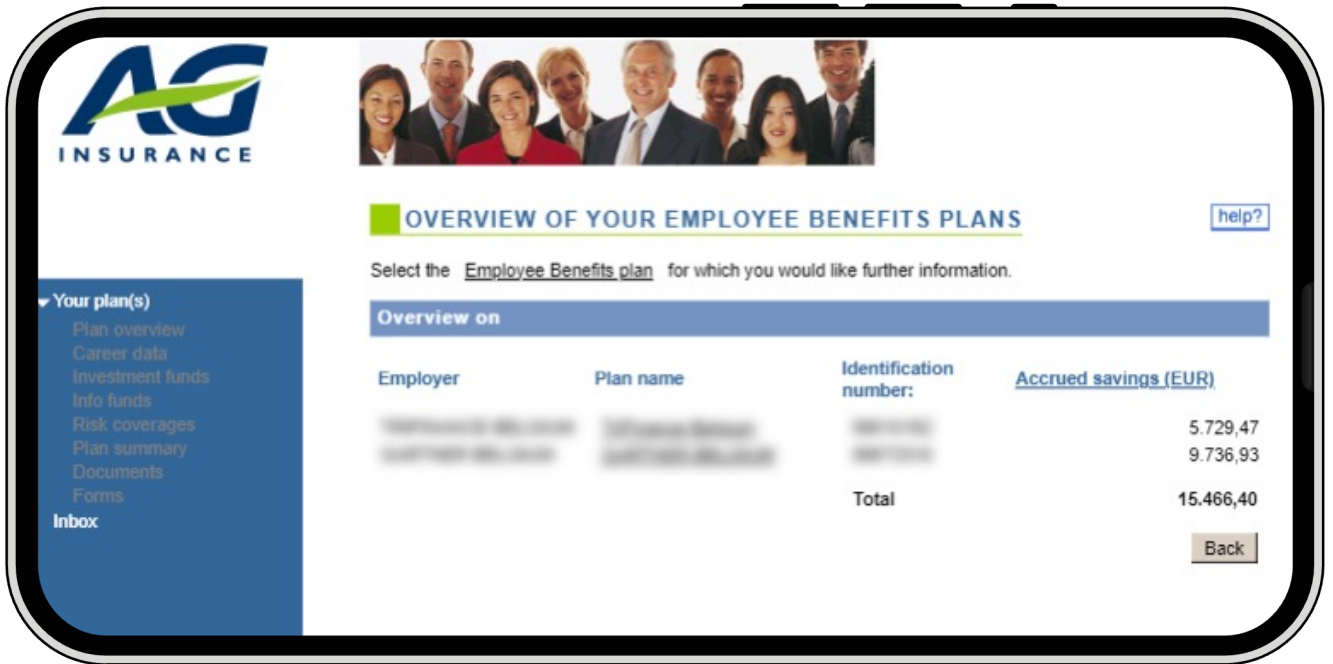 AG
INSURANCE
OVERVIEW OF YOUR EMPLOYEE BENEFITS PLANS
help?
Select the Employee Benefits plan for which you would like further information.
Your plan(s)
Plan overview
Career data
Investment funds
Info funds
Risk coverages
Plan summary
Documents
Forms
Inbox
Overview on
Employer Plan name Identification number: Accrued savings (EUR)
5.729,47
9.736,93
Total 15.466,40
Back